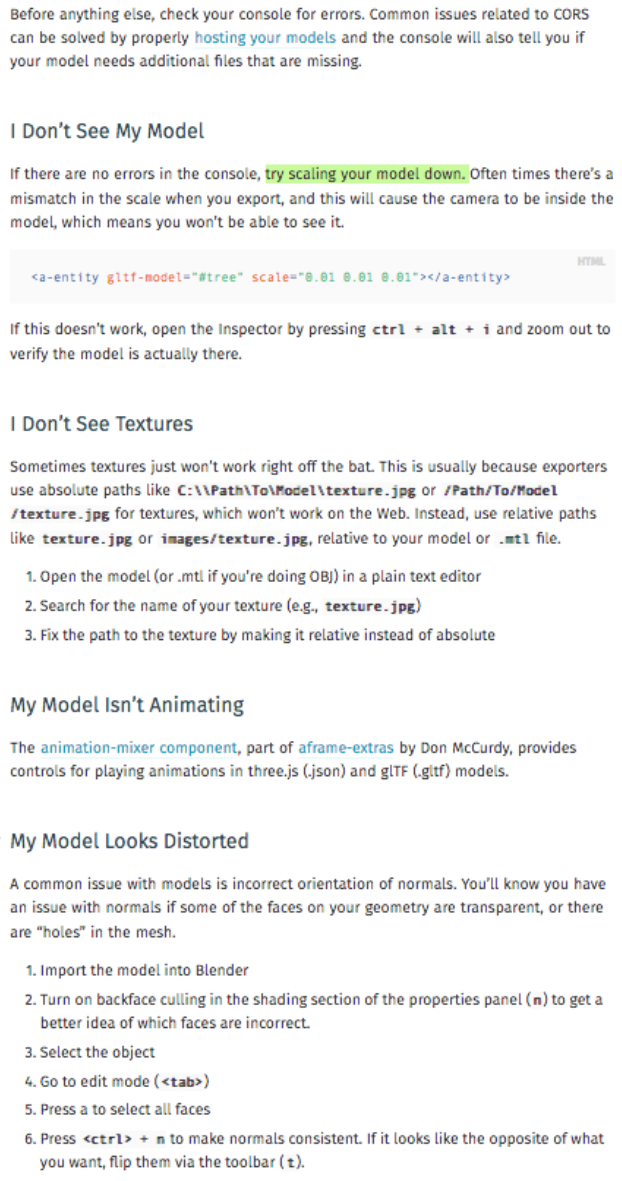 Before anything else, check your console for errors. Common issues related to CORS
can be solved by properly hosting your models and the console will also tell you if
your model needs additional files that are missing.
I Don't See My Model
If there are no errors in the console, try scaling your model down. Often times there's a
mismatch in the scale when you export, and this will cause the camera to be inside the
model, which means you won't be able to see it.
HTML
<a-entity gltf-model="#tree" scale="0.01 0.01 0.01"></a-entity>
If this doesn't work, open the Inspector by pressing ctrl + alt + i and zoom out to
verify the model is actually there.
I Don't See Textures
Sometimes textures just won't work right off the bat. This is usually because exporters
use absolute paths like C:\\Path\To\Model\texture.jpg or /Path/To/Model
/texture.jpg for textures, which won't work on the Web. Instead, use relative paths
like texture.jpg or images/texture.jpg, relative to your model or .mtl file.
1. Open the model (or .mtl if you're doing OBJ) in a plain text editor
2. Search for the name of your texture (e.g., texture.jpg)
3. Fix the path to the texture by making it relative instead of absolute
My Model Isn't Animating
The animation-mixer component, part of aframe-extras by Don McCurdy, provides
controls for playing animations in three.js (.json) and glTF (.gltf) models.
My Model Looks Distorted
A common issue with models is incorrect orientation of normals. You'll know you have
an issue with normals if some of the faces on your geometry are transparent, or there
are "holes" in the mesh.
1. Import the model into Blender
2. Turn on backface culling in the shading section of the properties panel (n) to get a
better idea of which faces are incorrect.
3. Select the object
4. Go to edit mode (<tab>)
5. Press a to select all faces
6. Press <ctrl> + n to make normals consistent. If it looks like the opposite of what
you want, flip them via the toolbar (t).